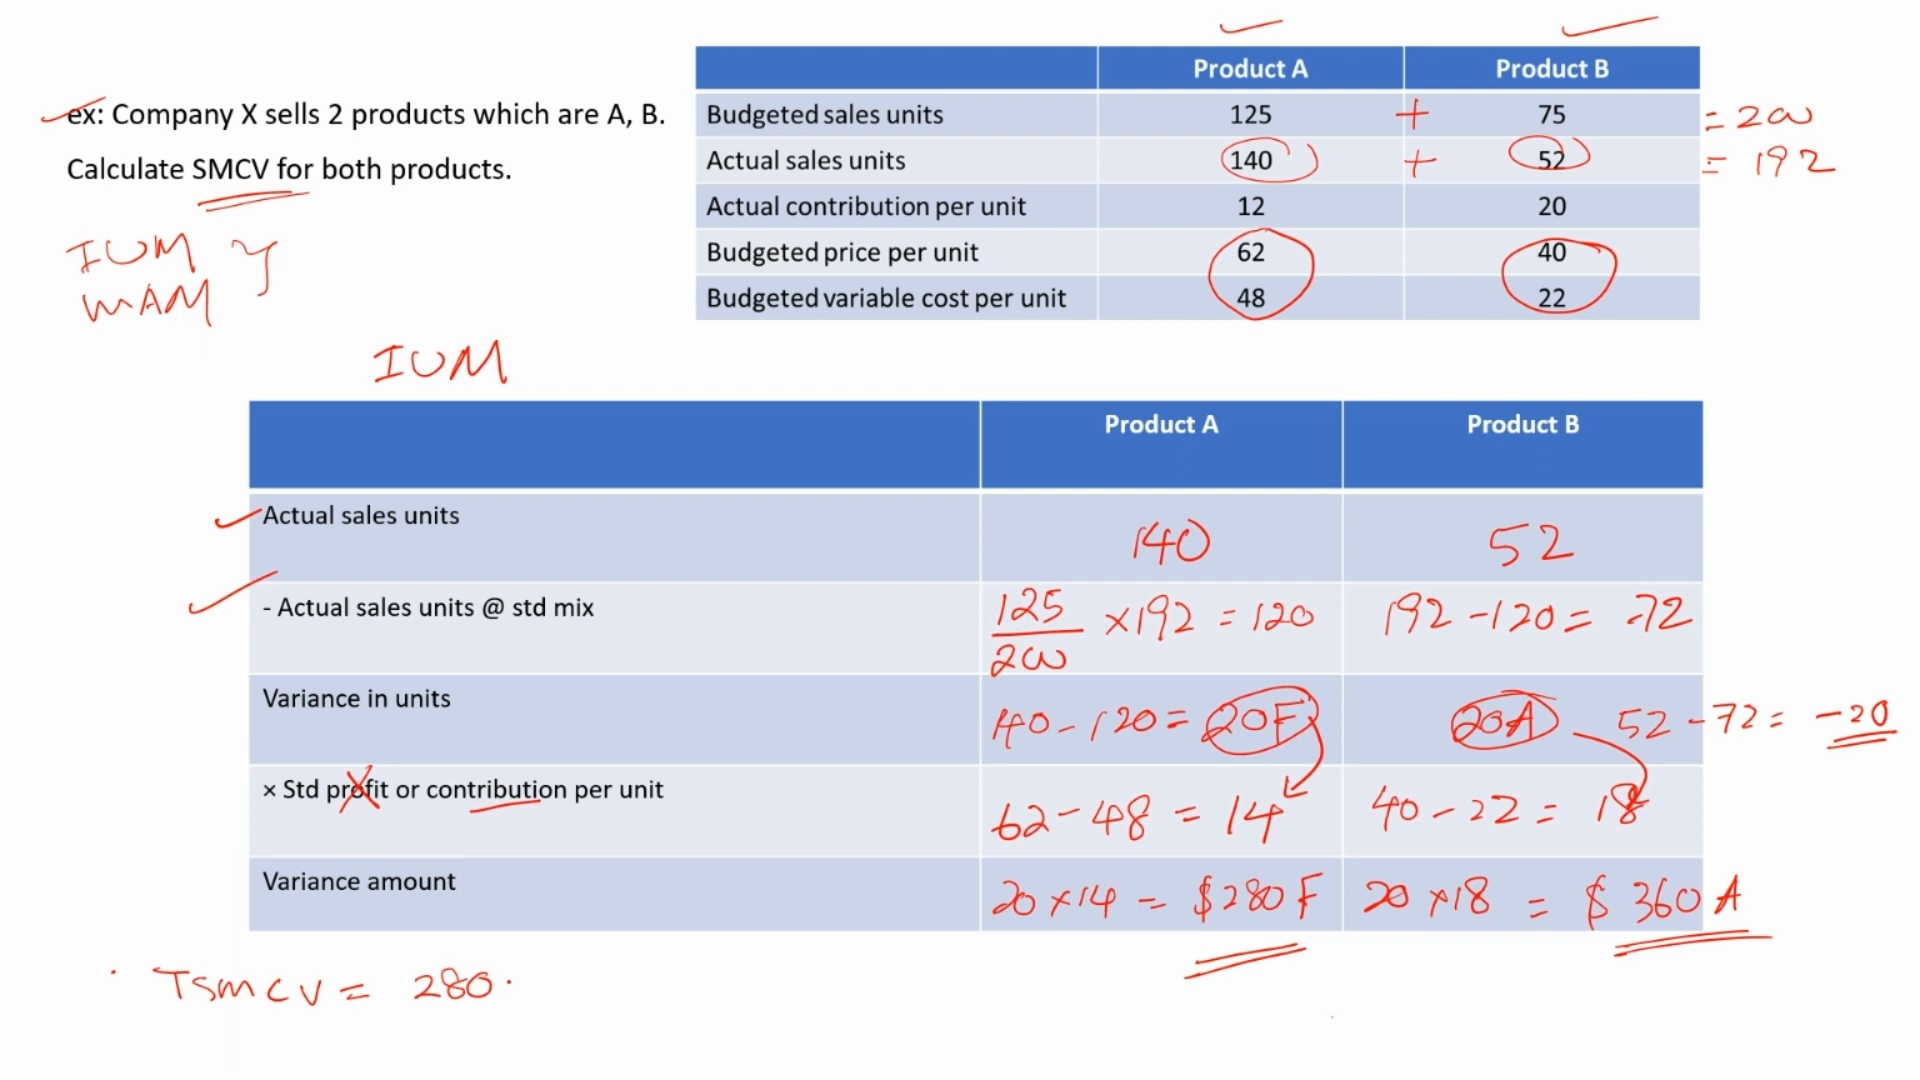 ex: Company X sells 2 products which are A, B.
Calculate SMCV for both products.
IUM
WAM
Product A Product B
Budgeted sales units 125 + 75 = 200
Actual sales units 140 + 52 = 192
Actual contribution per unit 12 20
Budgeted price per unit 62 40
Budgeted variable cost per unit 48 22
IUM
Product A Product B
Actual sales units 140 52
- Actual sales units @ std mix 125/200 ×192 = 120 192 -120 = 72
Variance in units 140 - 120 = 20F 20A 52 - 72 = -20
× Std profit or contribution per unit 62 - 48 = 14 40 - 22 = 18
Variance amount 20 × 14 = $280 F 20 ×18 = $ 360 A
TSMCV = 280.